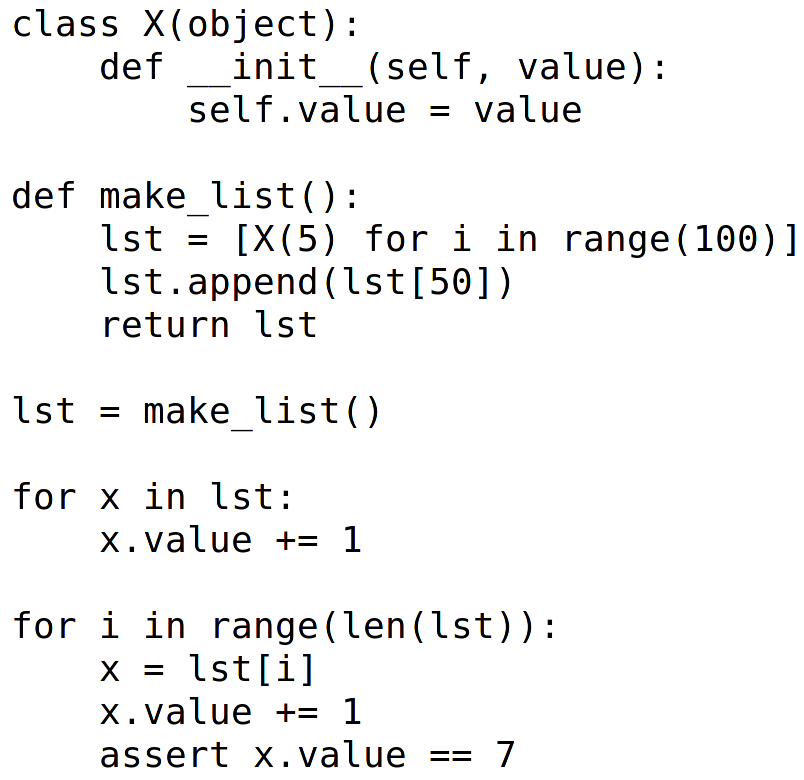 class X(object):
    def __init__(self, value):
        self.value = value

def make_list():
    lst = [X(5) for i in range(100)]
    lst.append(lst[50])
    return lst

lst = make_list()

for x in lst:
    x.value += 1

for i in range(len(lst)):
    x = lst[i]
    x.value += 1
    assert x.value == 7